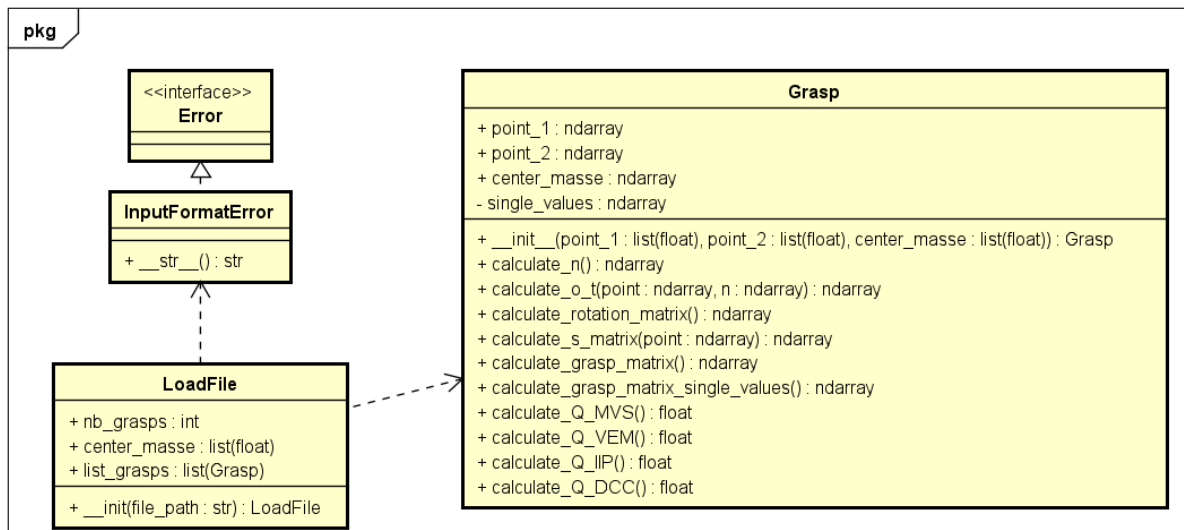 pkg
<<interface>>
Error
InputFormatError
+ __str__() : str
LoadFile
+ nb_grasps : int
+ center_masse : list(float)
+ list_grasps : list(Grasp)
+ __init(file_path : str) : LoadFile
Grasp
+ point_1 : ndarray
+ point_2 : ndarray
+ center_masse : ndarray
- single_values : ndarray
+ __init__(point_1 : list(float), point_2 : list(float), center_masse : list(float)) : Grasp
+ calculate_n() : ndarray
+ calculate_o_t(point : ndarray, n : ndarray) : ndarray
+ calculate_rotation_matrix() : ndarray
+ calculate_s_matrix(point : ndarray) : ndarray
+ calculate_grasp_matrix() : ndarray
+ calculate_grasp_matrix_single_values() : ndarray
+ calculate_Q_MVS() : float
+ calculate_Q_VEM() : float
+ calculate_Q_IIP() : float
+ calculate_Q_DCC() : float